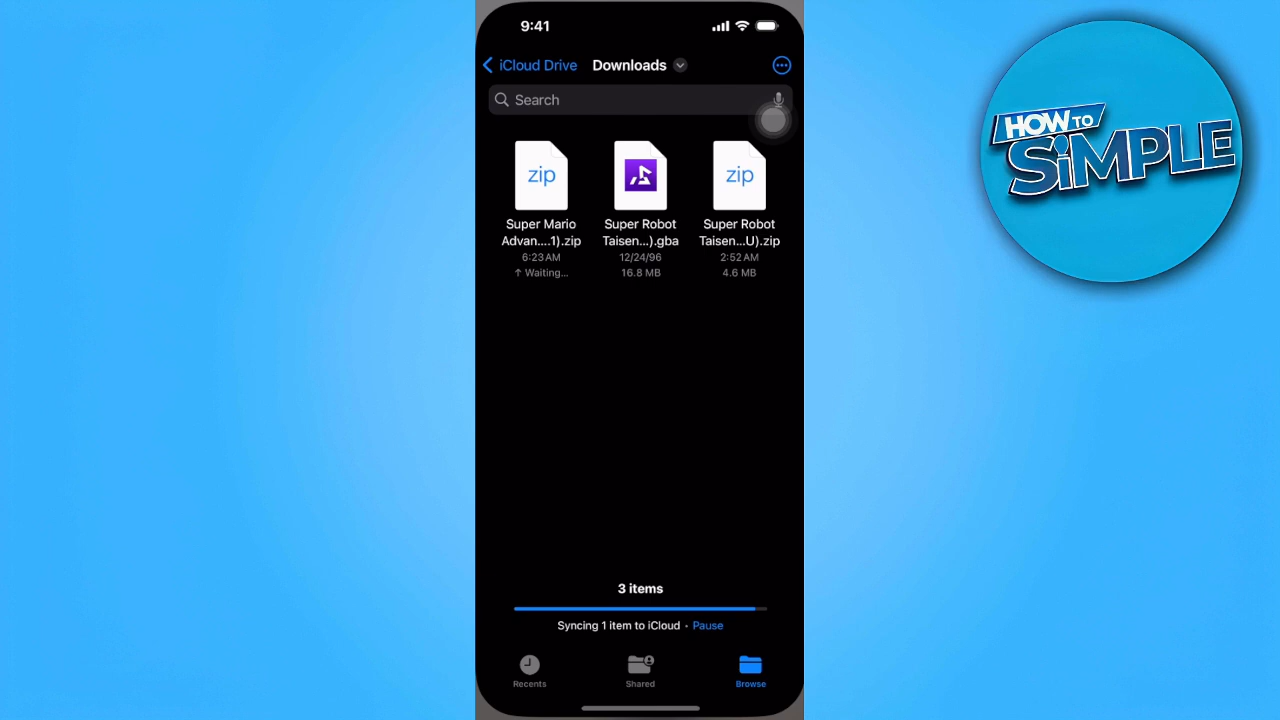 9:41
iCloud Drive
Downloads
HOW TO
SiMPLE
Search
zip
zip
Super Mario
Advan....1).zip
6:23 AM
↑ Waiting...
Super Robot
Taisen...).gba
12/24/96
16.8 MB
Super Robot
Taisen...U).zip
2:52 AM
4.6 MB
3 items
Syncing 1 item to iCloud · Pause
Recents
Shared
Browse